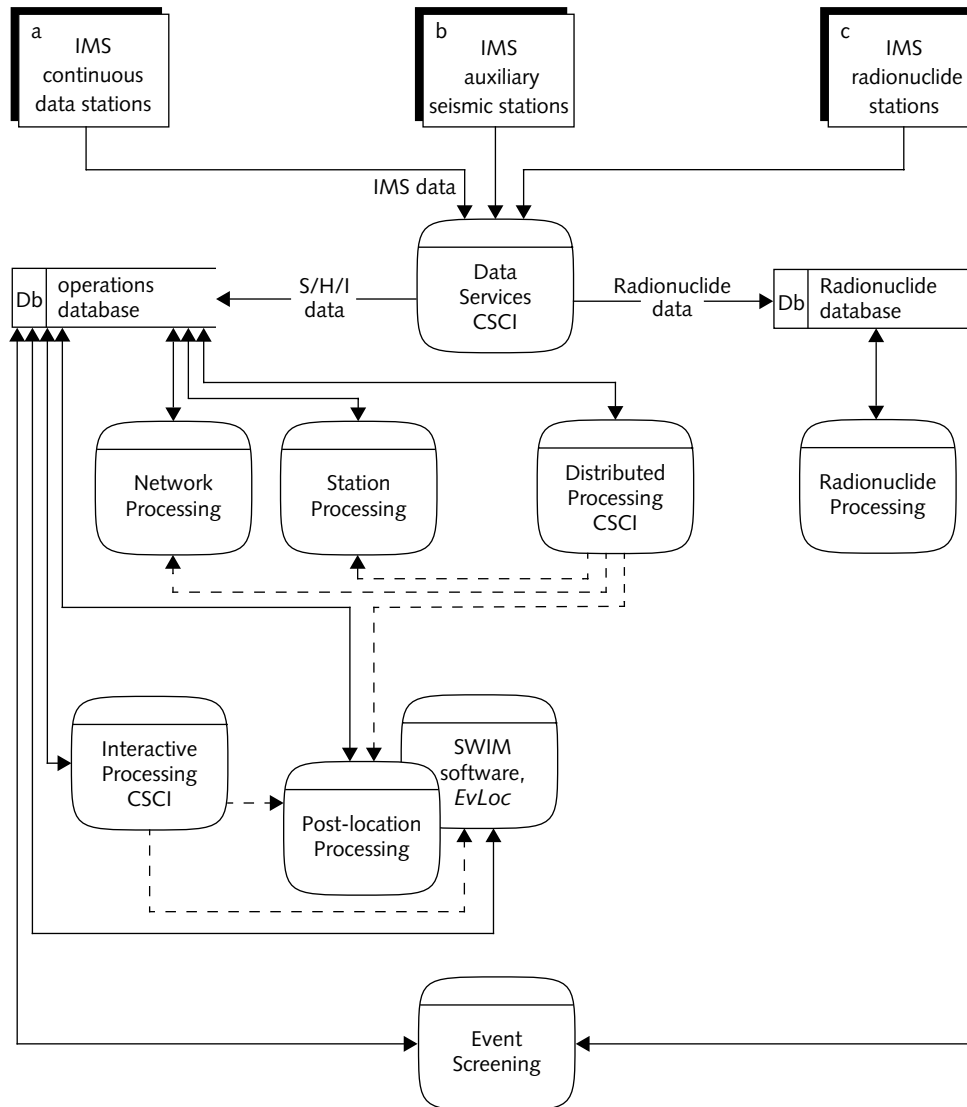 a
IMS
continuous
data stations
b
IMS
auxiliary
seismic stations
c
IMS
radionuclide
stations
IMS data
Data
Services
CSCI
Db
operations
database
S/H/I
data
Radionuclide
data
Db
Radionuclide
database
Network
Processing
Station
Processing
Distributed
Processing
CSCI
Radionuclide
Processing
Interactive
Processing
CSCI
Post-location
Processing
SWIM
software,
EvLoc
Event
Screening